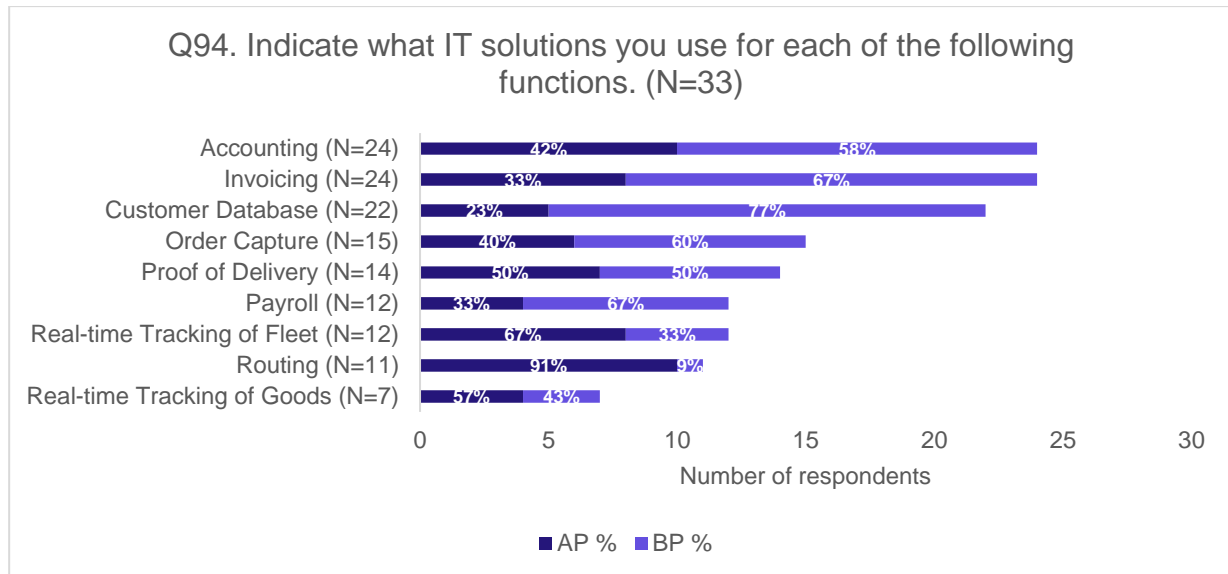 Q94. Indicate what IT solutions you use for each of the following
functions. (N=33)
Accounting (N=24)
42%
58%
Invoicing (N=24)
33%
67%
Customer Database (N=22)
23%
77%
Order Capture (N=15)
40%
60%
Proof of Delivery (N=14)
50%
50%
Payroll (N=12)
33%
67%
Real-time Tracking of Fleet (N=12)
67%
33%
Routing (N=11)
91%
9%
Real-time Tracking of Goods (N=7)
57%
43%
0 5 10 15 20 25 30
Number of respondents
AP % BP %